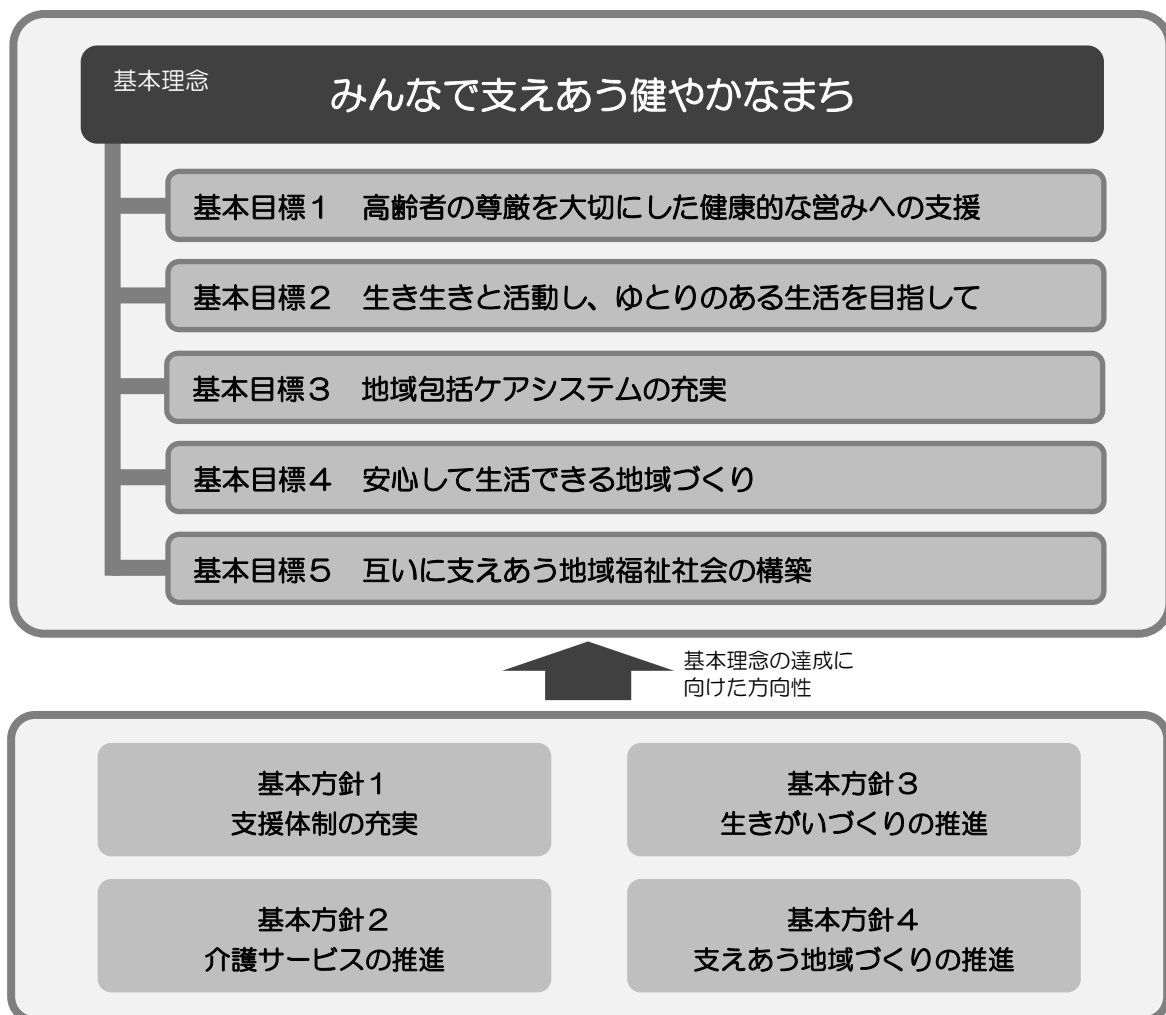 基本理念
みんなで支えあう健やかなまち
基本目標１　高齢者の尊厳を大切にした健康的な営みへの支援
基本目標２　生き生きと活動し、ゆとりのある生活を目指して
基本目標３　地域包括ケアシステムの充実
基本目標４　安心して生活できる地域づくり
基本目標５　互いに支えあう地域福祉社会の構築
基本理念の達成に
向けた方向性
基本方針１
支援体制の充実
基本方針２
介護サービスの推進
基本方針３
生きがいづくりの推進
基本方針４
支えあう地域づくりの推進